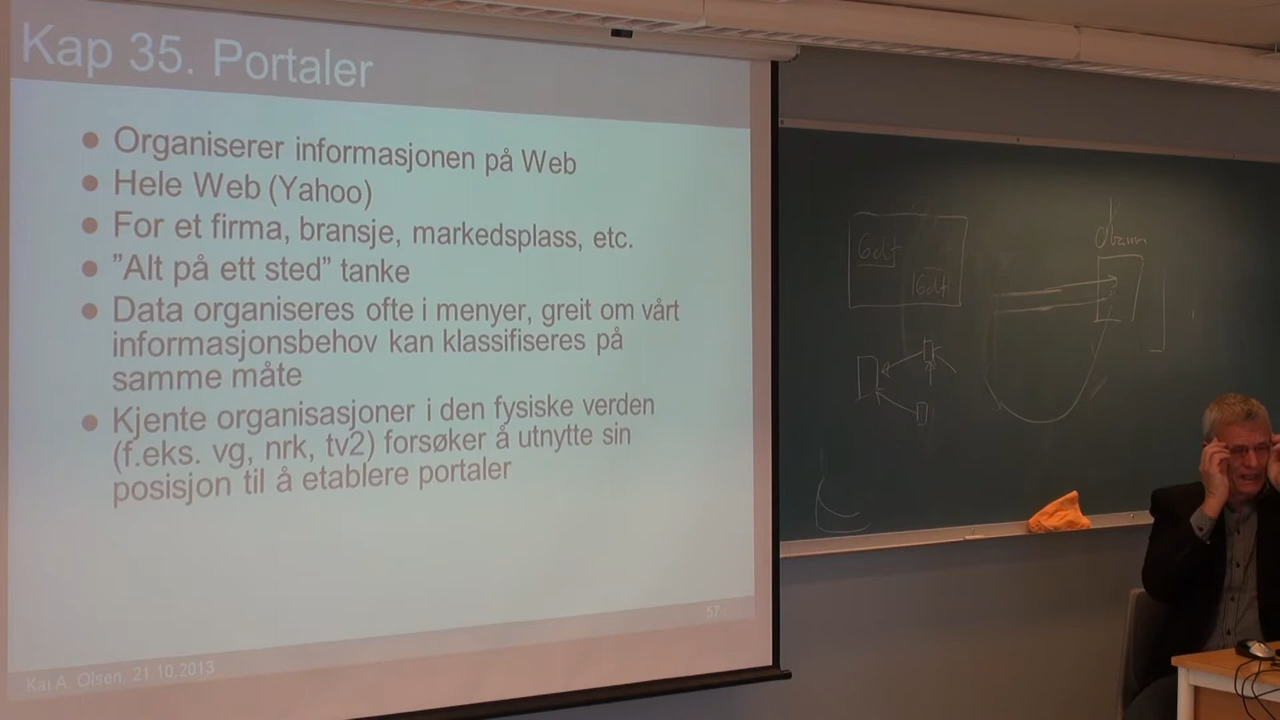 Kap 35. Portaler
● Organiserer informasjonen på Web
● Hele Web (Yahoo)
● For et firma, bransje, markedsplass, etc.
● ”Alt på ett sted” tanke
● Data organiseres ofte i menyer, greit om vårt
informasjonsbehov kan klassifiseres på
samme måte
● Kjente organisasjoner i den fysiske verden
(f.eks. vg, nrk, tv2) forsøker å utnytte sin
posisjon til å etablere portaler
57
Kai A. Olsen, 21.10.2013